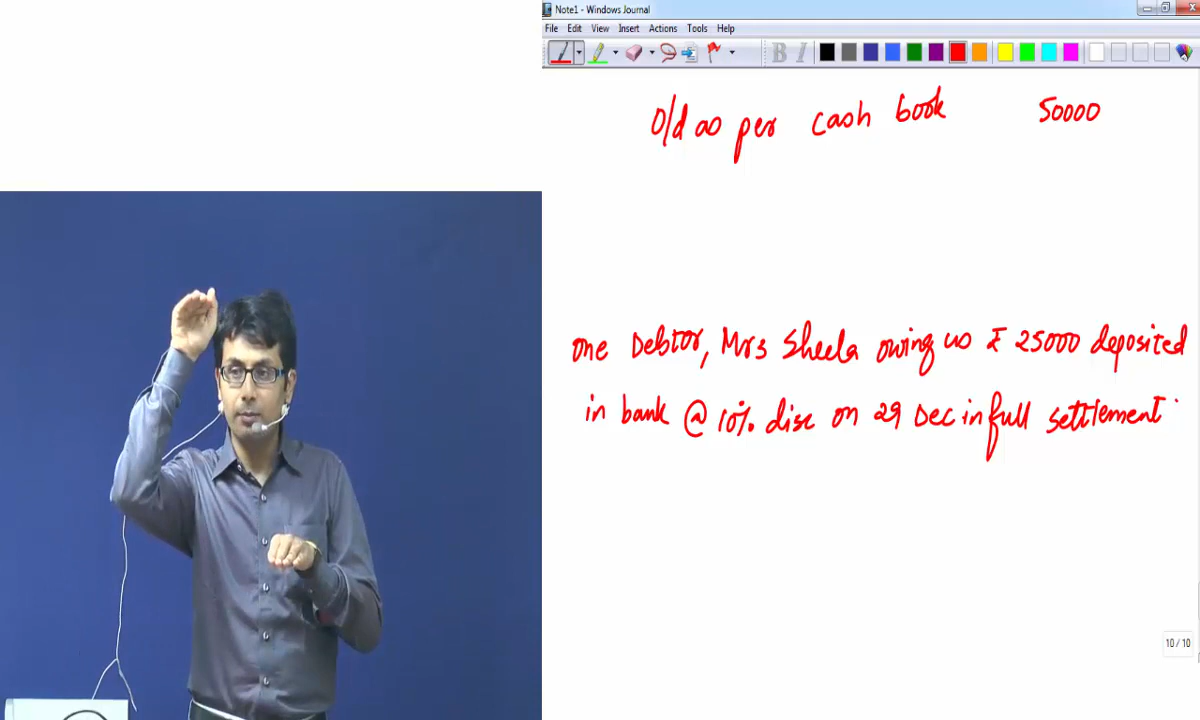 Note1 - Windows Journal
File Edit View Insert Actions Tools Help
B I
O/d as per cash book 50000
One Debtor, Mrs Sheela owing us ₹ 25000 deposited
in bank @ 10% disc on 29 Dec in full settlement
10 / 10